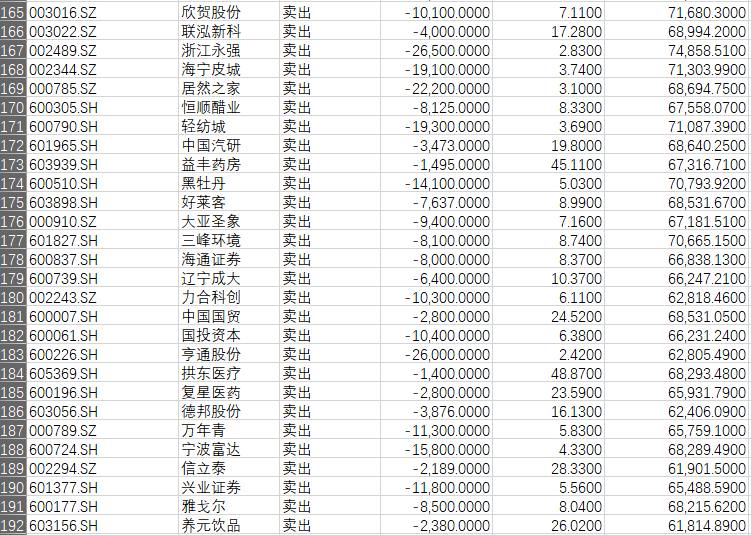 165 003016.SZ 欣贺股份 卖出 -10,100.0000 7.1100 71,680.3000
166 003022.SZ 联泓新科 卖出 -4,000.0000 17.2800 68,994.2000
167 002489.SZ 浙江永强 卖出 -26,500.0000 2.8300 74,858.5100
168 002344.SZ 海宁皮城 卖出 -19,100.0000 3.7400 71,303.9900
169 000785.SZ 居然之家 卖出 -22,200.0000 3.1000 68,694.7500
170 600305.SH 恒顺醋业 卖出 -8,125.0000 8.3300 67,558.0700
171 600790.SH 轻纺城 卖出 -19,300.0000 3.6900 71,087.3900
172 601965.SH 中国汽研 卖出 -3,473.0000 19.8000 68,640.2500
173 603939.SH 益丰药房 卖出 -1,495.0000 45.1100 67,316.7100
174 600510.SH 黑牡丹 卖出 -14,100.0000 5.0300 70,793.9200
175 603898.SH 好莱客 卖出 -7,637.0000 8.9900 68,531.6700
176 000910.SZ 大亚圣象 卖出 -9,400.0000 7.1600 67,181.5100
177 601827.SH 三峰环境 卖出 -8,100.0000 8.7400 70,665.1500
178 600837.SH 海通证券 卖出 -8,000.0000 8.3700 66,838.1300
179 600739.SH 辽宁成大 卖出 -6,400.0000 10.3700 66,247.2100
180 002243.SZ 力合科创 卖出 -10,300.0000 6.1100 62,818.4600
181 600007.SH 中国国贸 卖出 -2,800.0000 24.5200 68,531.0500
182 600061.SH 国投资本 卖出 -10,400.0000 6.3800 66,231.2400
183 600226.SH 亨通股份 卖出 -26,000.0000 2.4200 62,805.4900
184 605369.SH 拱东医疗 卖出 -1,400.0000 48.8700 68,293.4800
185 600196.SH 复星医药 卖出 -2,800.0000 23.5900 65,931.7900
186 603056.SH 德邦股份 卖出 -3,876.0000 16.1300 62,406.0900
187 000789.SZ 万年青 卖出 -11,300.0000 5.8300 65,759.1000
188 600724.SH 宁波富达 卖出 -15,800.0000 4.3300 68,289.4900
189 002294.SZ 信立泰 卖出 -2,189.0000 28.3300 61,901.5000
190 601377.SH 兴业证券 卖出 -11,800.0000 5.5600 65,488.5900
191 600177.SH 雅戈尔 卖出 -8,500.0000 8.0400 68,215.6200
192 603156.SH 养元饮品 卖出 -2,380.0000 26.0200 61,814.8900